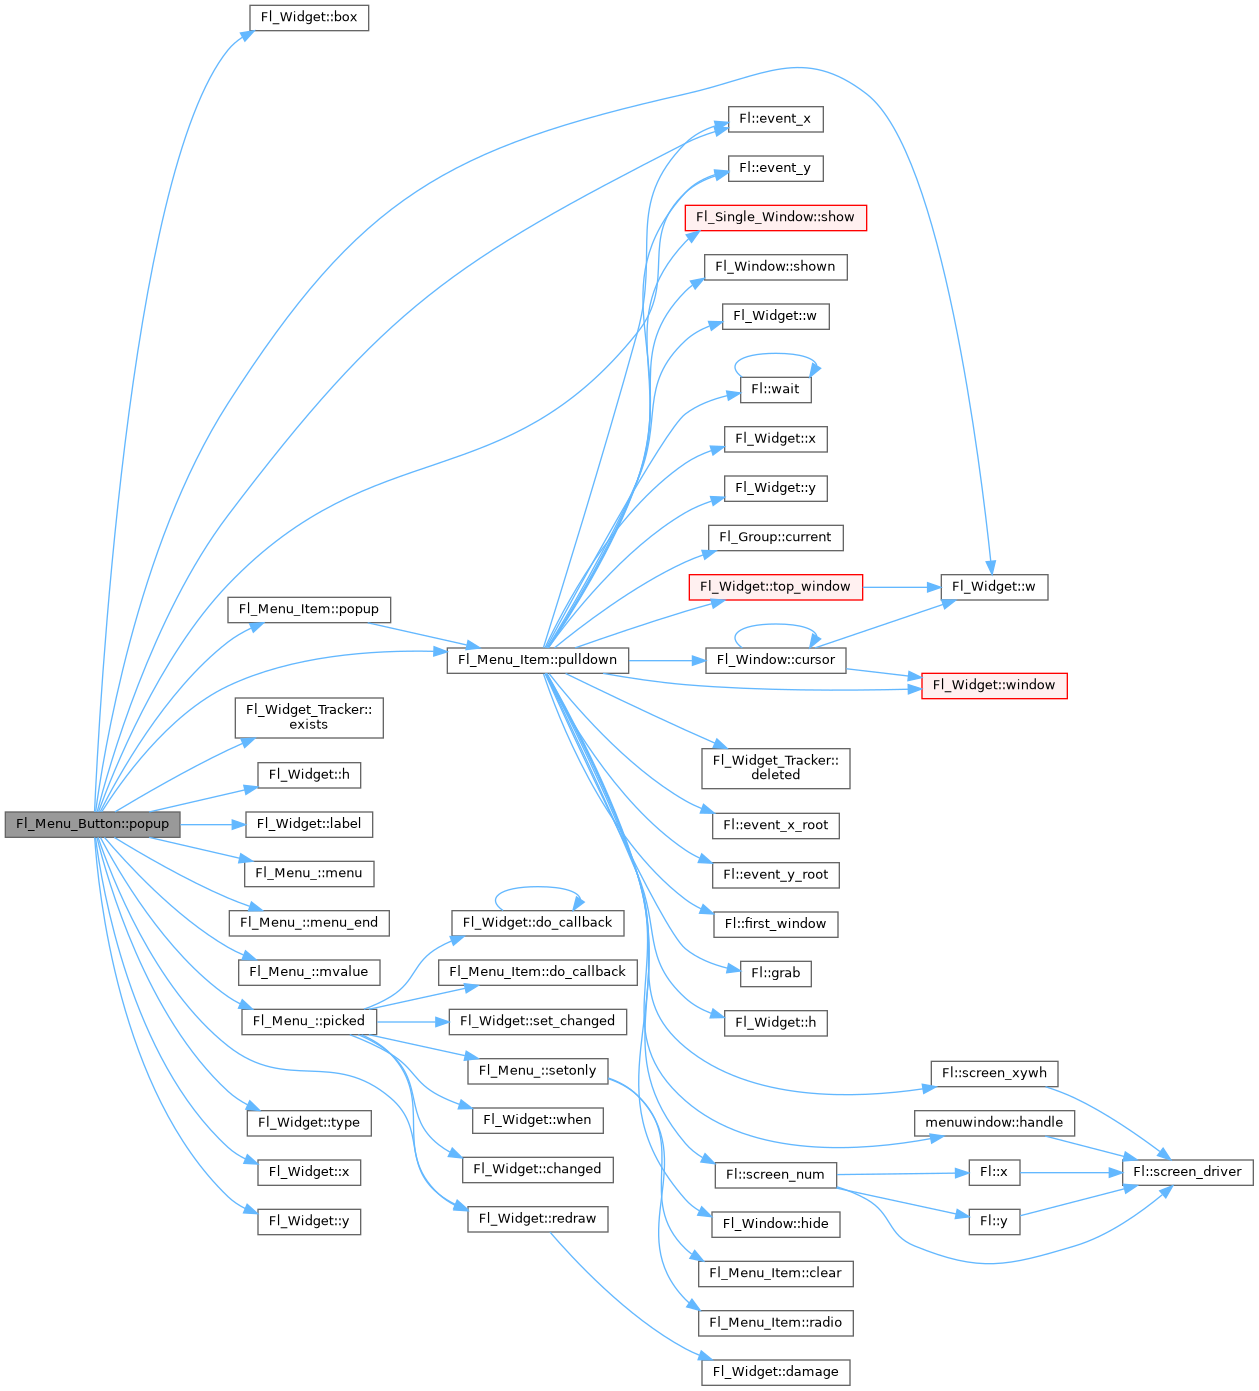 Fl_Widget::box
Fl::event_x
Fl::event_y
Fl_Single_Window::show
Fl_Window::shown
Fl_Widget::w
Fl::wait
Fl_Widget::x
Fl_Widget::y
Fl_Group::current
Fl_Widget::top_window
Fl_Widget::w
Fl_Menu_Item::popup
Fl_Menu_Item::pulldown
Fl_Window::cursor
Fl_Widget::window
Fl_Widget_Tracker::
exists
Fl_Widget_Tracker::
deleted
Fl_Widget::h
Fl_Menu_Button::popup
Fl_Widget::label
Fl::event_x_root
Fl_Menu_::menu
Fl::event_y_root
Fl_Menu_::menu_end
Fl_Widget::do_callback
Fl::first_window
Fl_Menu_::mvalue
Fl_Menu_Item::do_callback
Fl::grab
Fl_Menu_::picked
Fl_Widget::set_changed
Fl_Widget::h
Fl_Menu_::setonly
Fl::screen_xywh
Fl_Widget::type
Fl_Widget::when
menuwindow::handle
Fl_Widget::x
Fl_Widget::changed
Fl::screen_num
Fl::x
Fl::screen_driver
Fl_Widget::y
Fl_Widget::redraw
Fl_Window::hide
Fl::y
Fl_Menu_Item::clear
Fl_Menu_Item::radio
Fl_Widget::damage